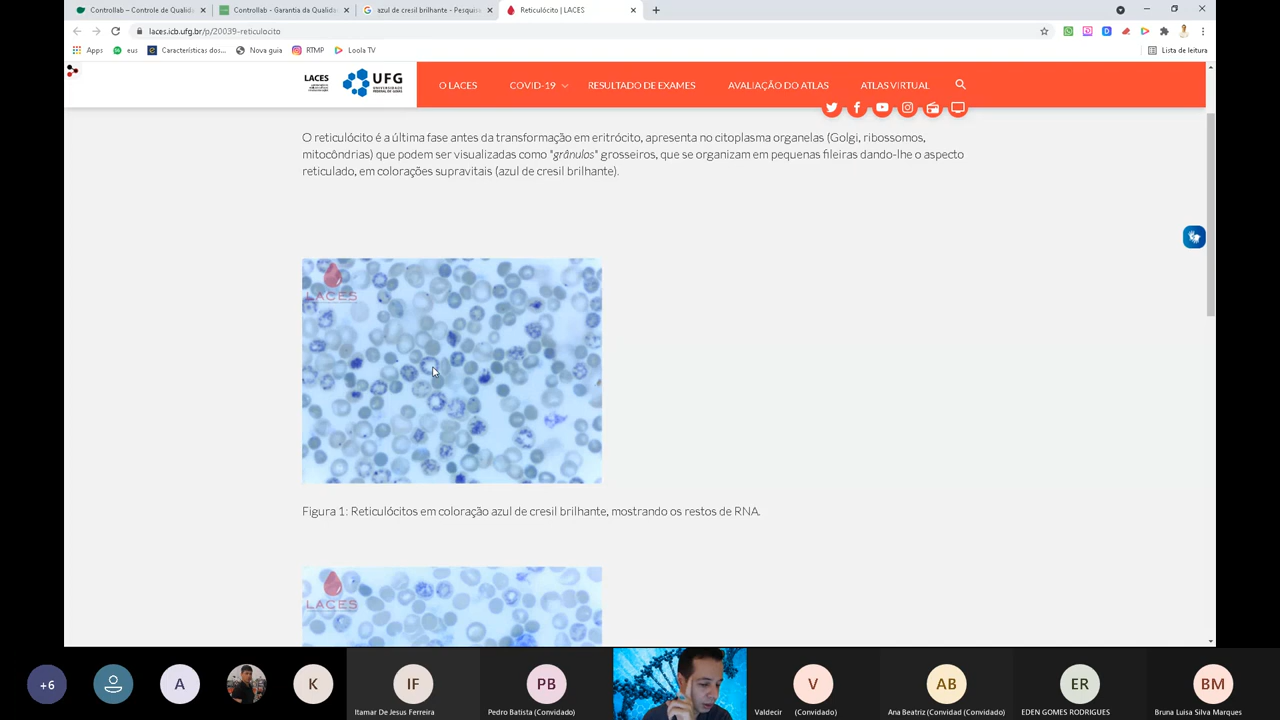 Controllab – Controle de Qualid
Controllab - Garantia da Qualida
azul de cresil brilhante - Pesqui
Reticulócito | LACES
laces.icb.ufg.br/p/20039-reticulocito
Apps
eus
Características dos...
Nova guia
RTMP
Loola TV
Lista de leitura
LACES
UFG
UNIVERSIDADE
FEDERAL DE GOIÁS
O LACES
COVID-19
RESULTADO DE EXAMES
AVALIAÇÃO DO ATLAS
ATLAS VIRTUAL
O reticulócito é a última fase antes da transformação em eritrócito, apresenta no citoplasma organelas (Golgi, ribossomos,
mitocôndrias) que podem ser visualizadas como "grânulos" grosseiros, que se organizam em pequenas fileiras dando-lhe o aspecto
reticulado, em colorações supravitais (azul de cresil brilhante).
LACES
Figura 1: Reticulócitos em coloração azul de cresil brilhante, mostrando os restos de RNA.
LACES
+6
A
K
IF
Itamar De Jesus Ferreira
PB
Pedro Batista (Convidado)
V
Valdecir (Convidado)
AB
Ana Beatriz (Convidad (Convidado)
ER
EDEN GOMES RODRIGUES
BM
Bruna Luisa Silva Marques